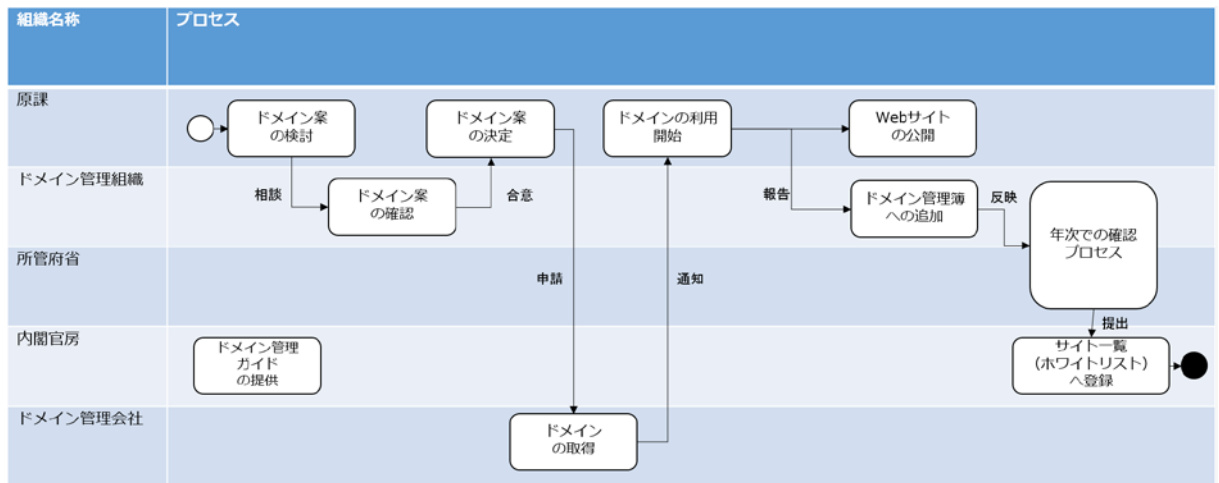 組織名称
プロセス
原課
ドメイン案
の検討
ドメイン案
の決定
ドメインの利用
開始
Webサイト
の公開
ドメイン管理組織
相談
ドメイン案
の確認
合意
報告
ドメイン管理簿
への追加
反映
年次での確認
プロセス
所管府省
申請
通知
提出
内閣官房
ドメイン管理
ガイド
の提供
サイト一覧
（ホワイトリスト）
へ登録
ドメイン管理会社
ドメイン
の取得